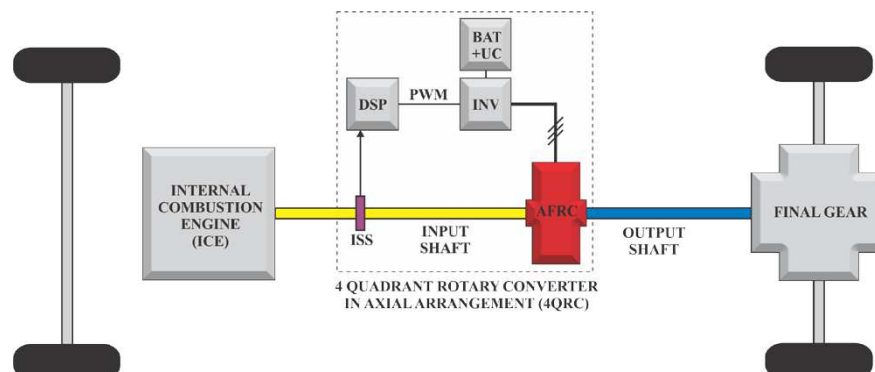 BAT
+UC
DSP
PWM
INV
INTERNAL
COMBUSTION
ENGINE
(ICE)
ISS
INPUT
SHAFT
AFRC
OUTPUT
SHAFT
FINAL GEAR
4 QUADRANT ROTARY CONVERTER
IN AXIAL ARRANGEMENT (4QRC)